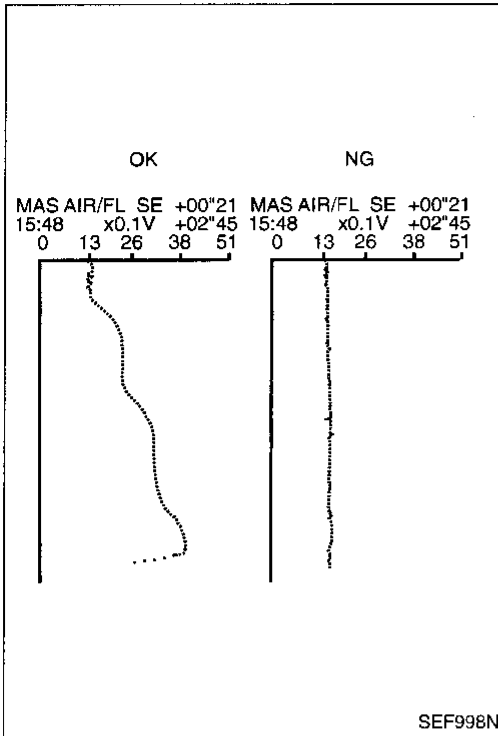 OK
MAS AIR/FL SE +00"21
15:48 x0.1V +02"45
0 13 26 38 51
NG
MAS AIR/FL SE +00"21
15:48 x0.1V +02"45
0 13 26 38 51
SEF998N